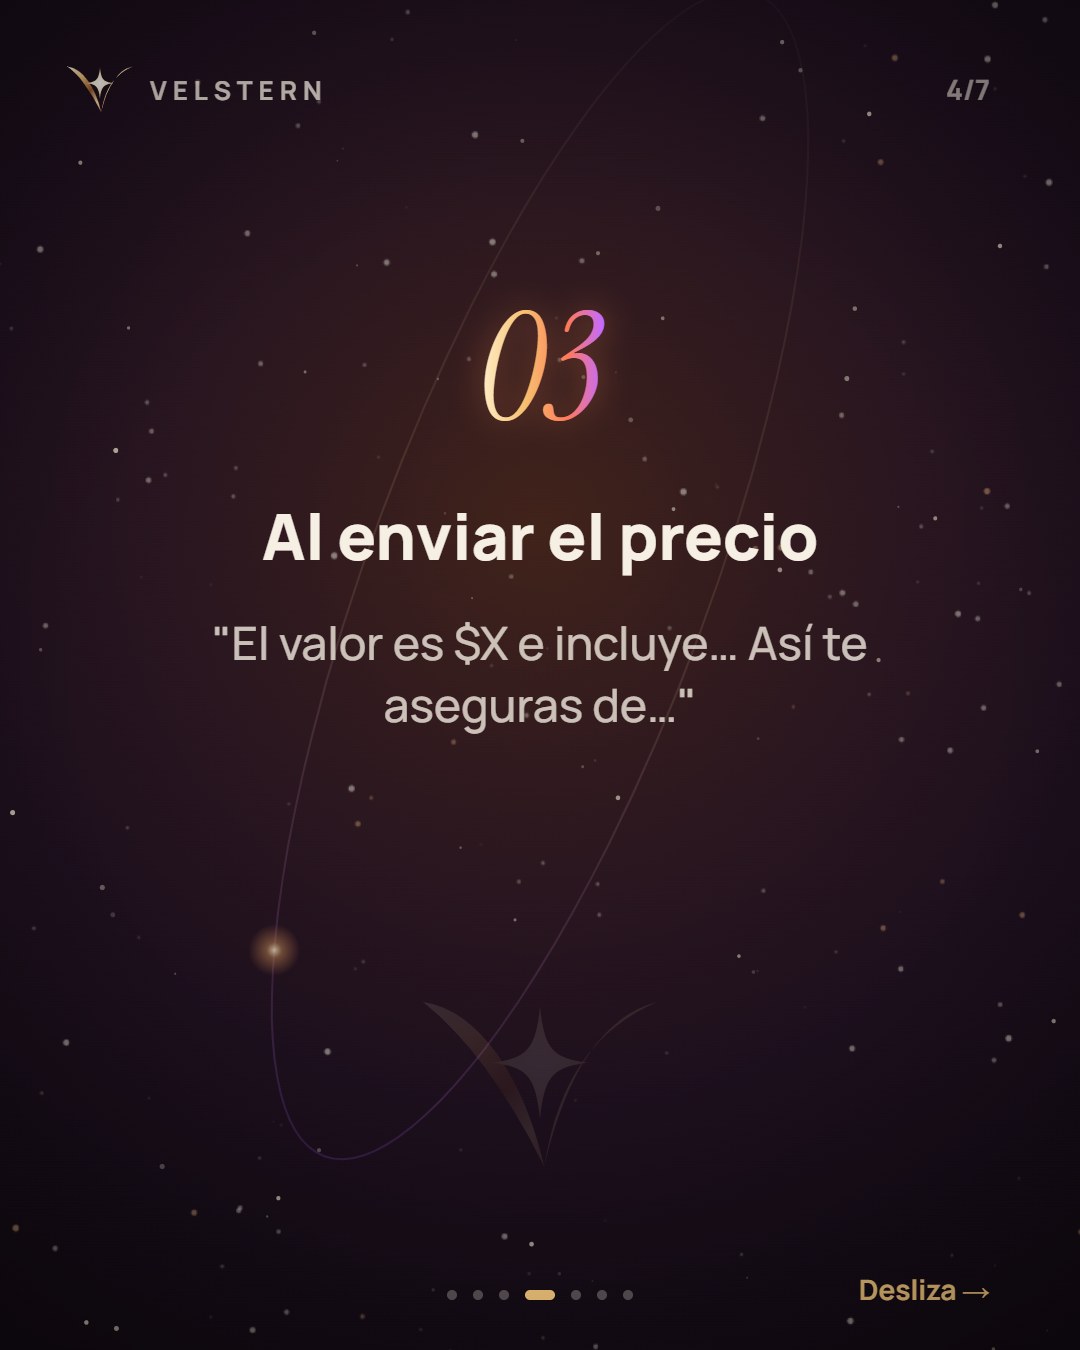 VELSTERN
4/7
03
Al enviar el precio
"El valor es $X e incluye... Así te
aseguras de..."
Desliza →